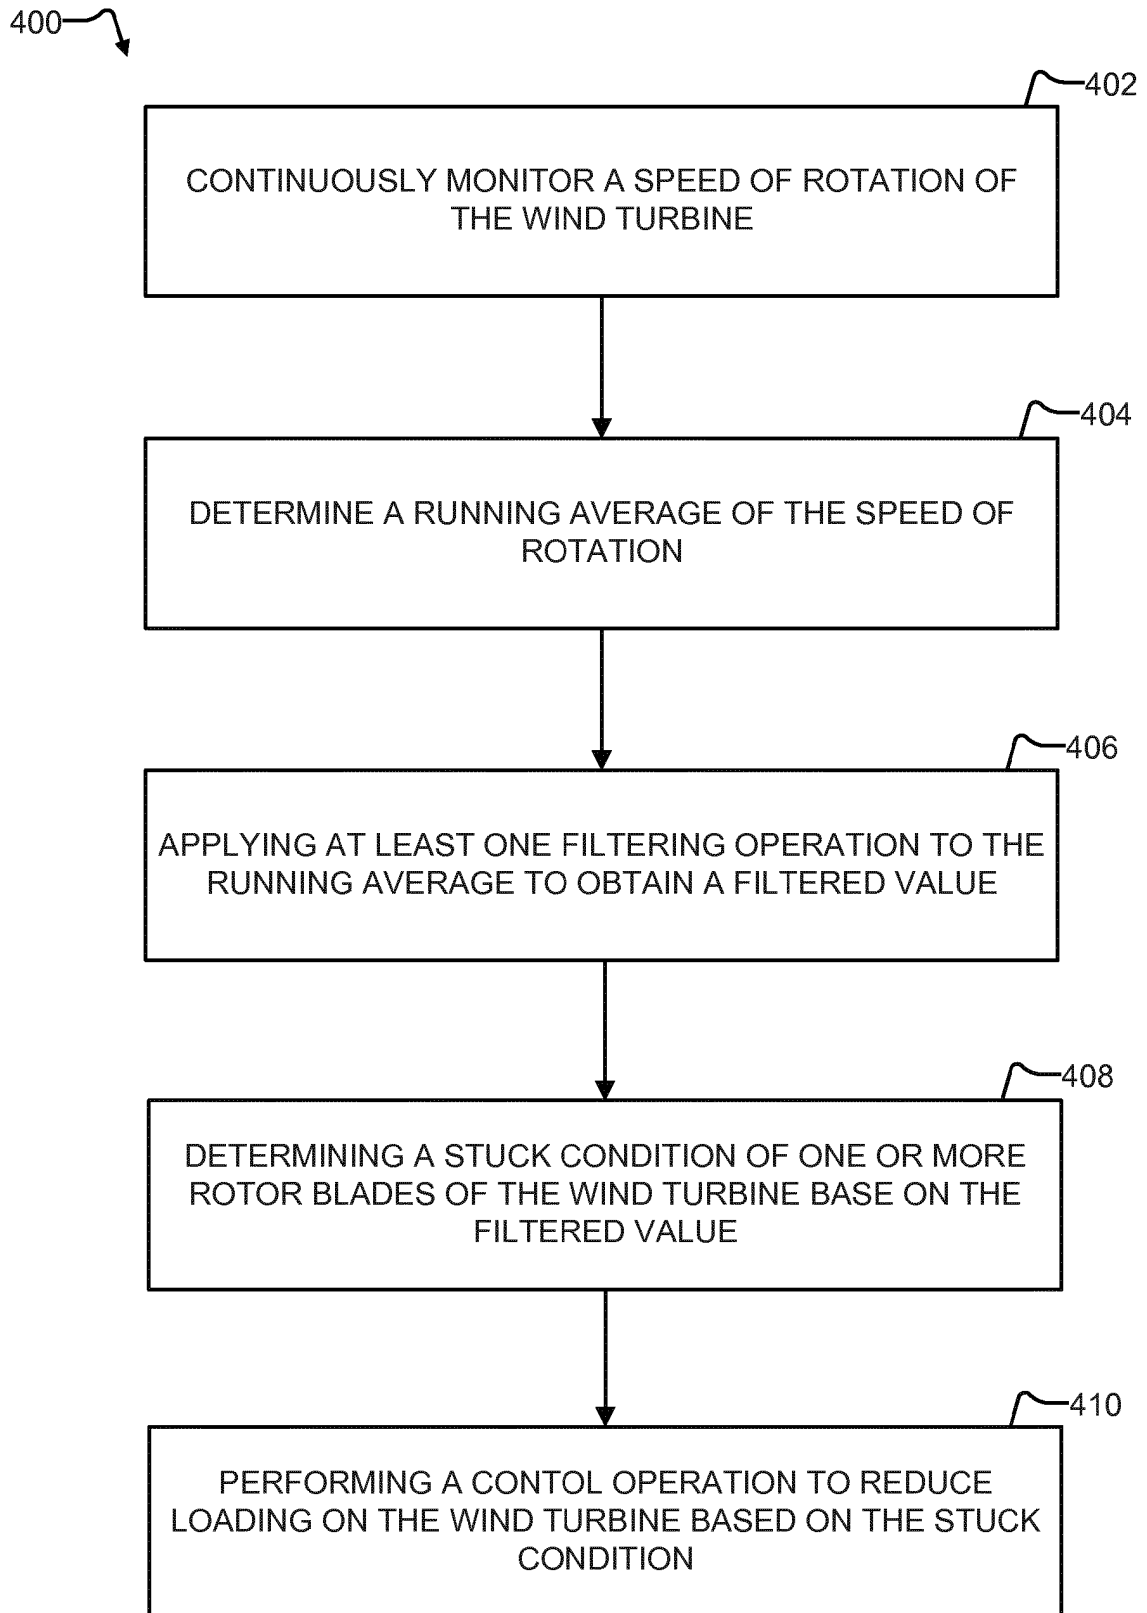 400
402
CONTINUOUSLY MONITOR A SPEED OF ROTATION OF
THE WIND TURBINE
404
DETERMINE A RUNNING AVERAGE OF THE SPEED OF
ROTATION
406
APPLYING AT LEAST ONE FILTERING OPERATION TO THE
RUNNING AVERAGE TO OBTAIN A FILTERED VALUE
408
DETERMINING A STUCK CONDITION OF ONE OR MORE
ROTOR BLADES OF THE WIND TURBINE BASE ON THE
FILTERED VALUE
410
PERFORMING A CONTOL OPERATION TO REDUCE
LOADING ON THE WIND TURBINE BASED ON THE STUCK
CONDITION